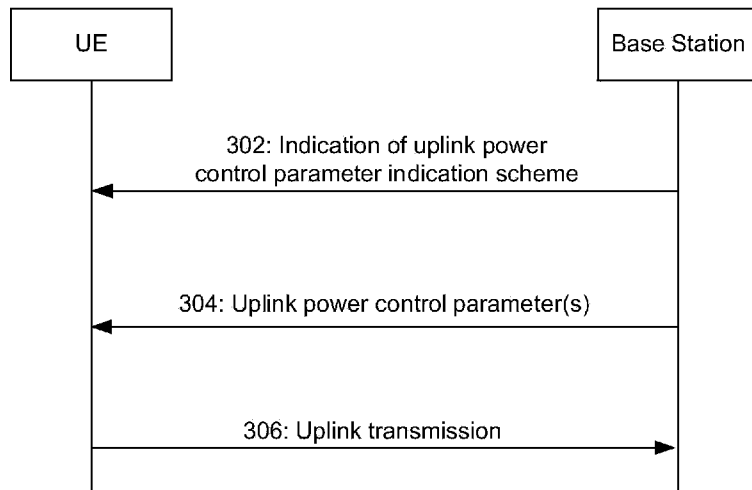 UE
Base Station
302: Indication of uplink power
control parameter indication scheme
304: Uplink power control parameter(s)
306: Uplink transmission